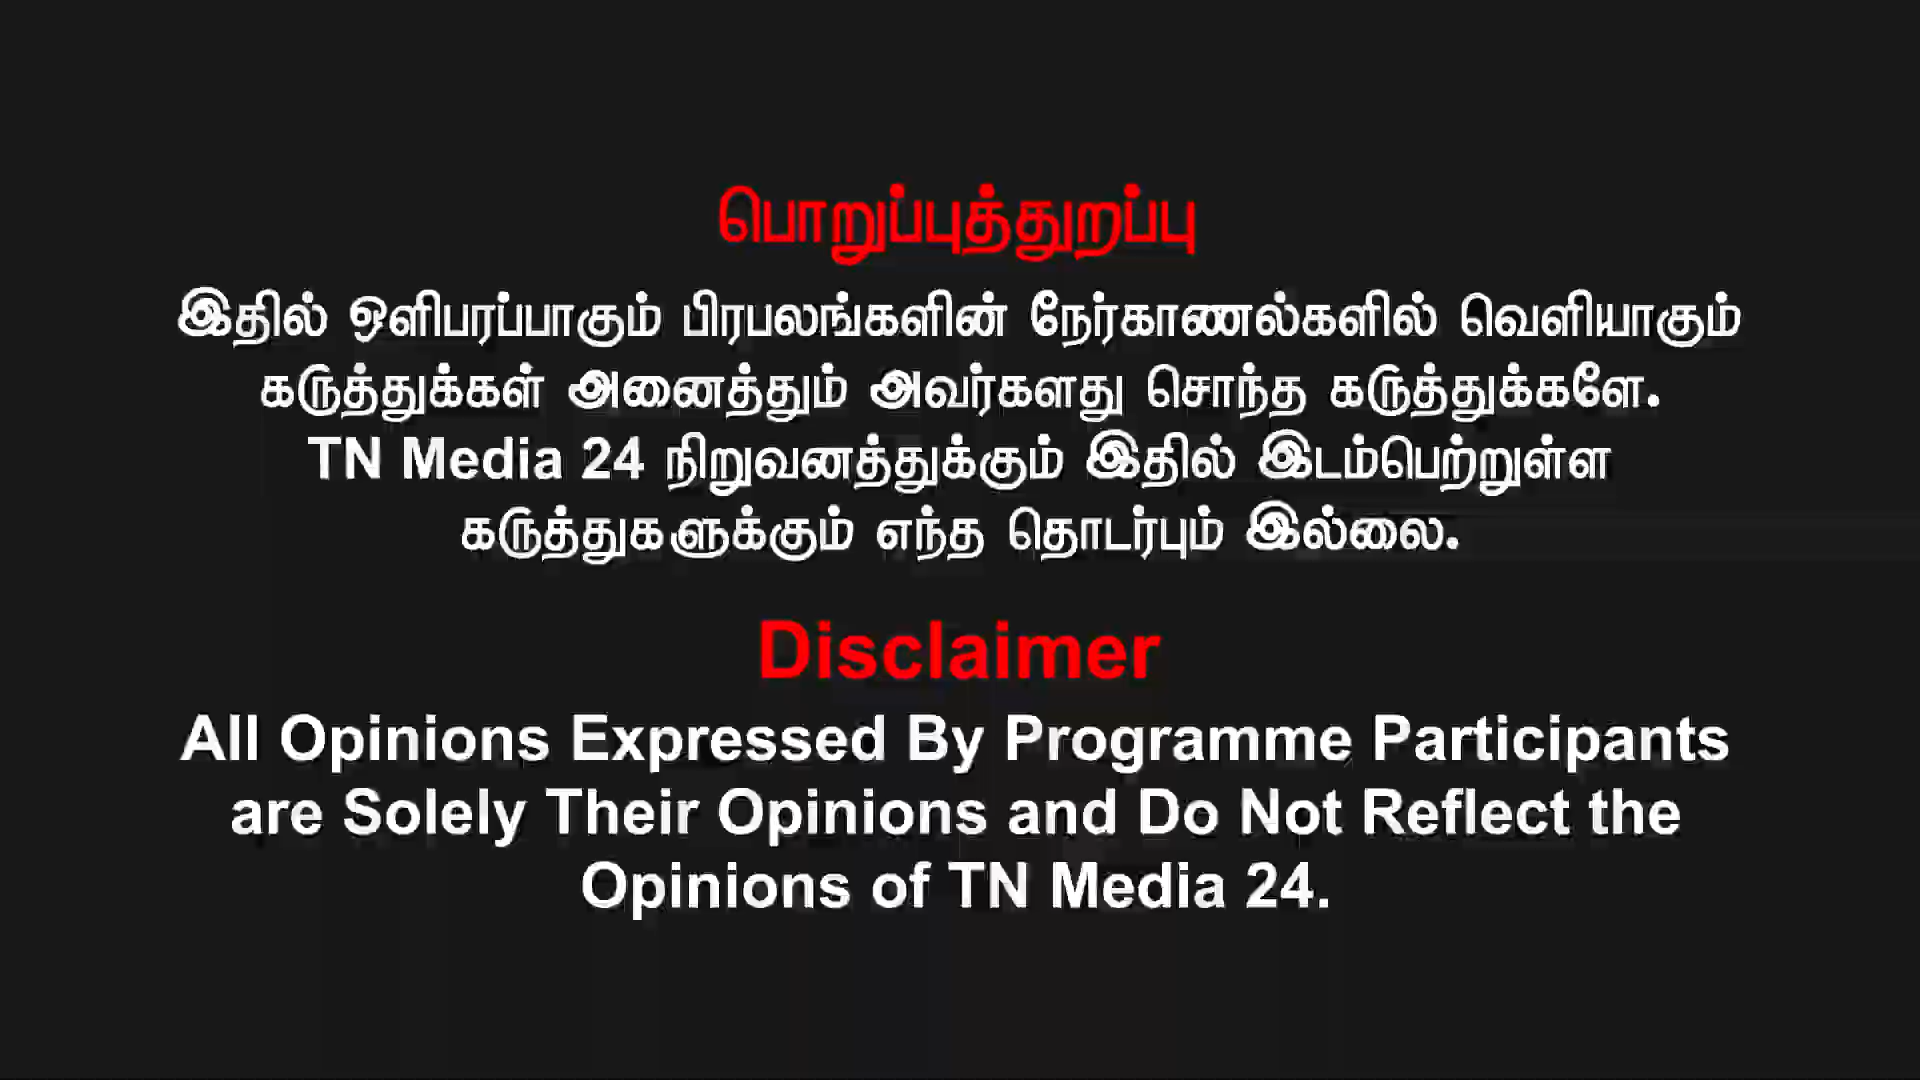 பொறுப்புத்துறப்பு
இதில் ஒளிபரப்பாகும் பிரபலங்களின் நேர்காணல்களில் வெளியாகும்
கருத்துக்கள் அனைத்தும் அவர்களது சொந்த கருத்துக்களே.
TN Media 24 நிறுவனத்துக்கும் இதில் இடம்பெற்றுள்ள
கருத்துகளுக்கும் எந்த தொடர்பும் இல்லை.
Disclaimer
All Opinions Expressed By Programme Participants
are Solely Their Opinions and Do Not Reflect the
Opinions of TN Media 24.